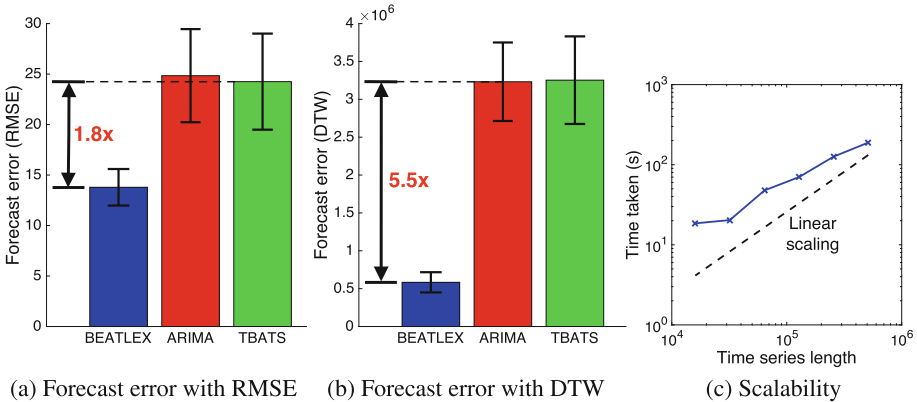 Forecast error (RMSE)
30
25
20
15
10
5
0
1.8x
BEATLEX ARIMA TBATS
(a) Forecast error with RMSE
×10^6
Forecast error (DTW)
4
3.5
3
2.5
2
1.5
1
0.5
0
5.5x
BEATLEX ARIMA TBATS
(b) Forecast error with DTW
Time taken (s)
10^3
10^2
10^1
10^0
Linear
scaling
10^4 10^5 10^6
Time series length
(c) Scalability